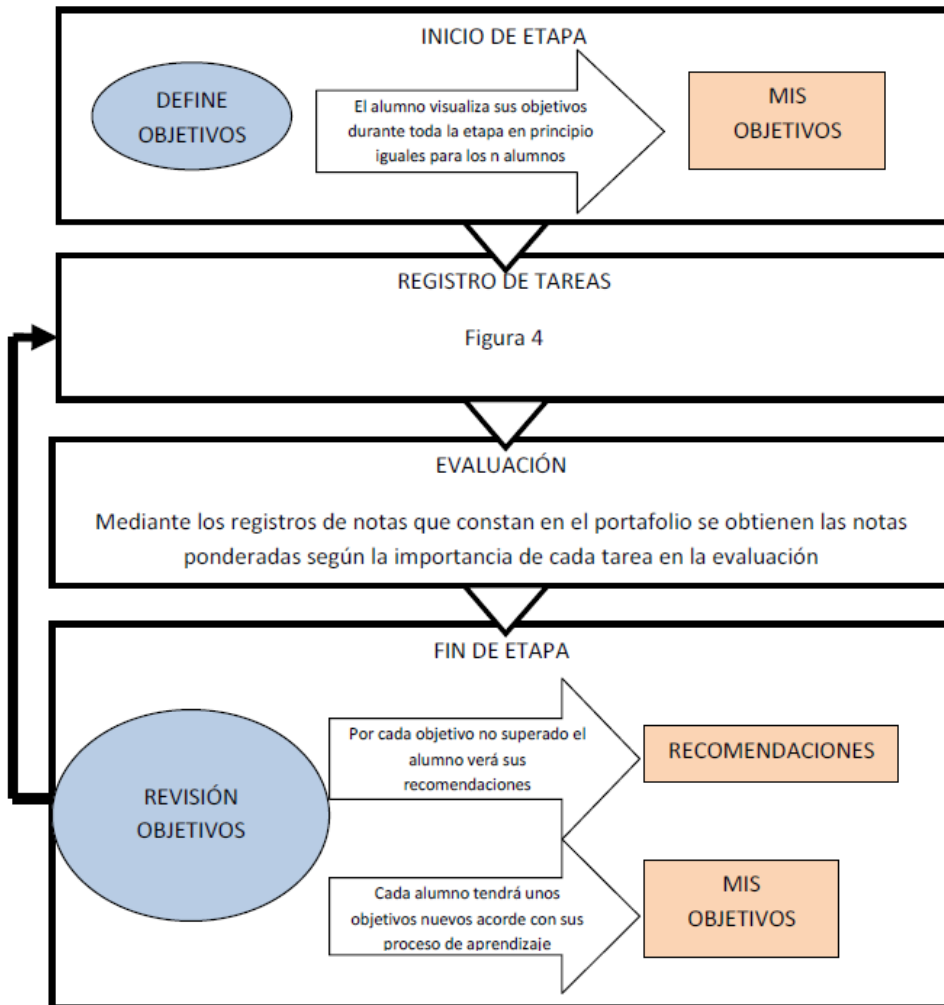 INICIO DE ETAPA
DEFINE
OBJETIVOS
El alumno visualiza sus objetivos
durante toda la etapa en principio
iguales para los n alumnos
MIS
OBJETIVOS
REGISTRO DE TAREAS
Figura 4
EVALUACIÓN
Mediante los registros de notas que constan en el portafolio se obtienen las notas
ponderadas según la importancia de cada tarea en la evaluación
FIN DE ETAPA
REVISIÓN
OBJETIVOS
Por cada objetivo no superado el
alumno verá sus
recomendaciones
RECOMENDACIONES
Cada alumno tendrá unos
objetivos nuevos acorde con sus
proceso de aprendizaje
MIS
OBJETIVOS